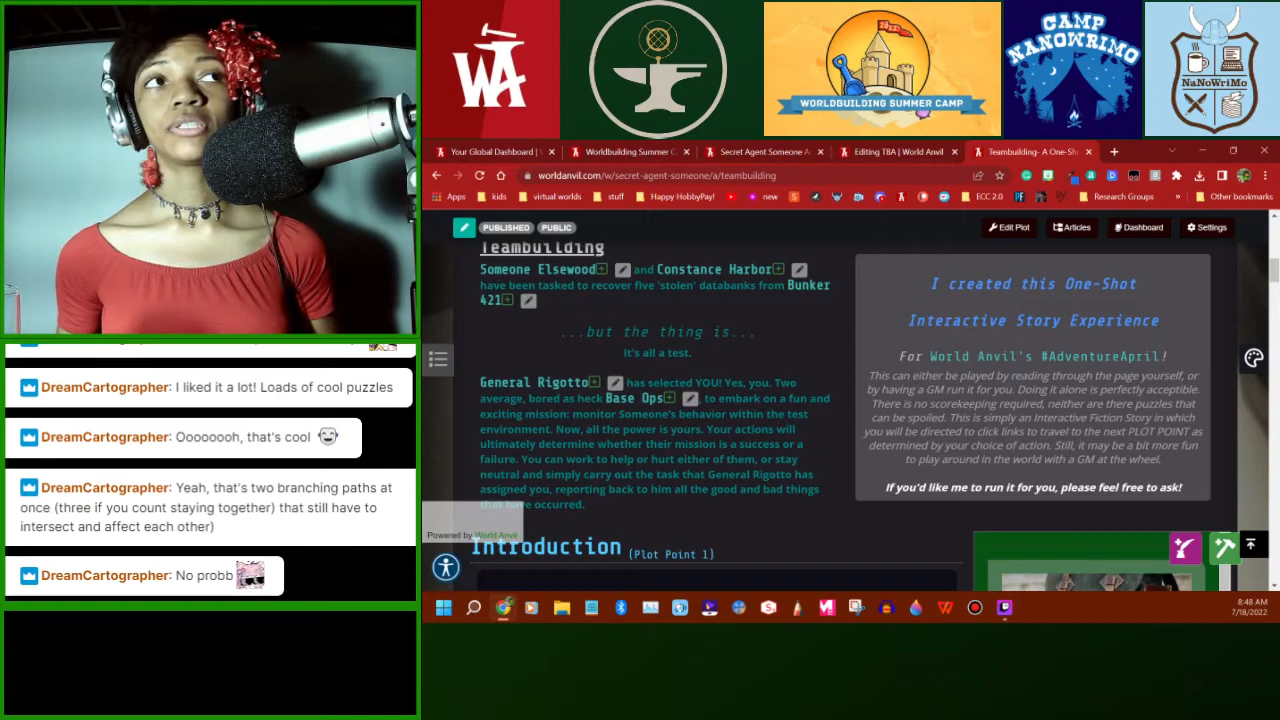 WA
2022
WORLDBUILDING SUMMER CAMP
CAMP
NANOWRIMO
NaNoWriMo
Your Global Dashboard | W
Worldbuilding Summer C
Secret Agent Someone A
Editing TBA | World Anvil
Teambuilding- A One-Sh
worldanvil.com/w/secret-agent-someone/a/teambuilding
Apps
kids
virtual worlds
stuff
Happy HobbyPay!
new
ECC 2.0
Research Groups
Other bookmarks
PUBLISHED
PUBLIC
Edit Plot
Articles
Dashboard
Settings
Teambuilding
Someone Elsewood and Constance Harbor
have been tasked to recover five 'stolen' databanks from Bunker
421
...but the thing is...
It's all a test.
General Rigotto has selected YOU! Yes, you. Two
average, bored as heck Base Ops, to embark on a fun and
exciting mission: monitor Someone's behavior within the test
environment. Now, all the power is yours. Your actions will
ultimately determine whether their mission is a success or a
failure. You can work to help or hurt either of them, or stay
neutral and simply carry out the task that General Rigotto has
assigned you, reporting back to him all the good and bad things
that have occurred.
Powered by World Anvil
Introduction (Plot Point 1)
I created this One-Shot
Interactive Story Experience
For World Anvil's #AdventureApril!
This can either be played by reading through the page yourself, or
by having a GM run it for you. Doing it alone is perfectly acceptible.
There is no scorekeeping required, neither are there puzzles that
can be spoiled. This is simply an Interactive Fiction Story in which
you will be directed to click links to travel to the next PLOT POINT as
determined by your choice of action. Still, it may be a bit more fun
to play around in the world with a GM at the wheel.
If you'd like me to run it for you, please feel free to ask!
8:48 AM
7/18/2022
DreamCartographer: I liked it a lot! Loads of cool puzzles
DreamCartographer: Oooooooh, that's cool
DreamCartographer: Yeah, that's two branching paths at
once (three if you count staying together) that still have to
intersect and affect each other)
DreamCartographer: No probb